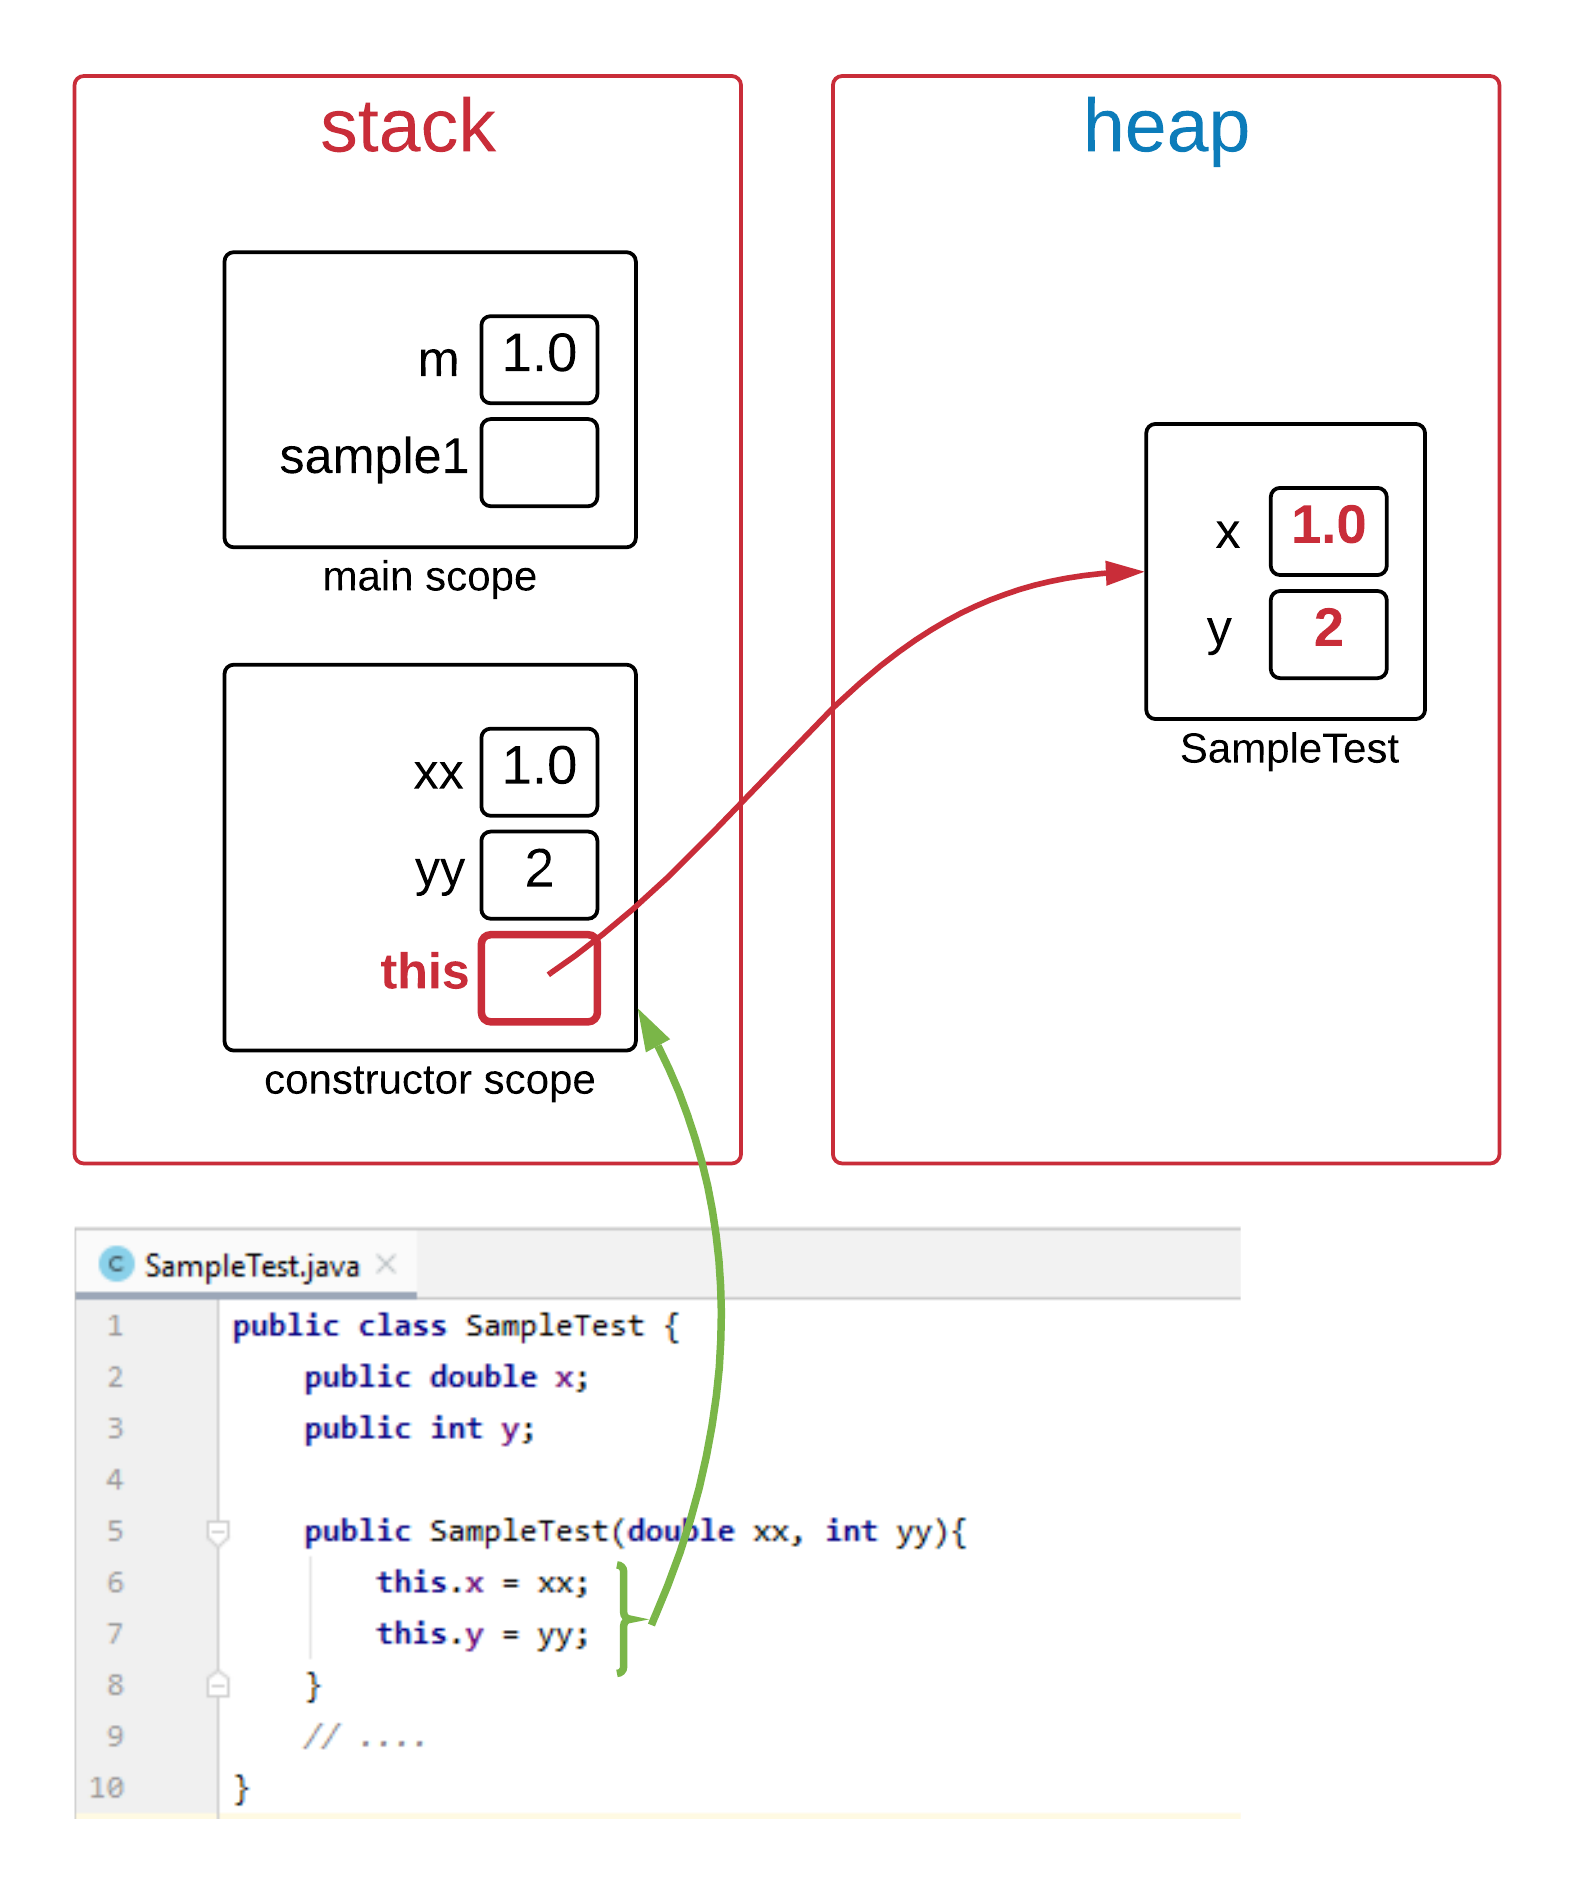 stack
m 1.0
sample1
main scope
xx 1.0
yy 2
this
constructor scope
heap
x 1.0
y 2
SampleTest
C SampleTest.java ×
1 public class SampleTest {
2     public double x;
3     public int y;
4
5     public SampleTest(double xx, int yy){
6         this.x = xx;
7         this.y = yy;
8     }
9     // ....
10 }